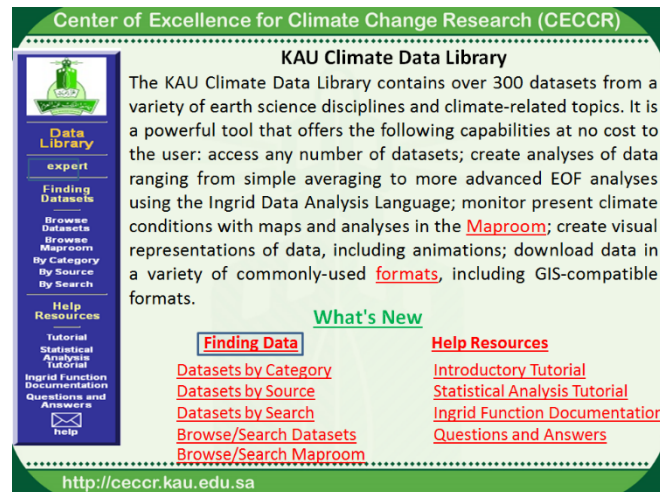 Center of Excellence for Climate Change Research (CECCR)
Data
Library
expert
Finding
Datasets
Browse
Datasets
Browse
Maproom
By Category
By Source
By Search
Help
Resources
Tutorial
Statistical
Analysis
Tutorial
Ingrid Function
Documentation
Questions and
Answers
help
KAU Climate Data Library
The KAU Climate Data Library contains over 300 datasets from a
variety of earth science disciplines and climate-related topics. It is
a powerful tool that offers the following capabilities at no cost to
the user: access any number of datasets; create analyses of data
ranging from simple averaging to more advanced EOF analyses
using the Ingrid Data Analysis Language; monitor present climate
conditions with maps and analyses in the Maproom; create visual
representations of data, including animations; download data in
a variety of commonly-used formats, including GIS-compatible
formats.
What's New
Finding Data
Datasets by Category
Datasets by Source
Datasets by Search
Browse/Search Datasets
Browse/Search Maproom
Help Resources
Introductory Tutorial
Statistical Analysis Tutorial
Ingrid Function Documentation
Questions and Answers
http://ceccr.kau.edu.sa